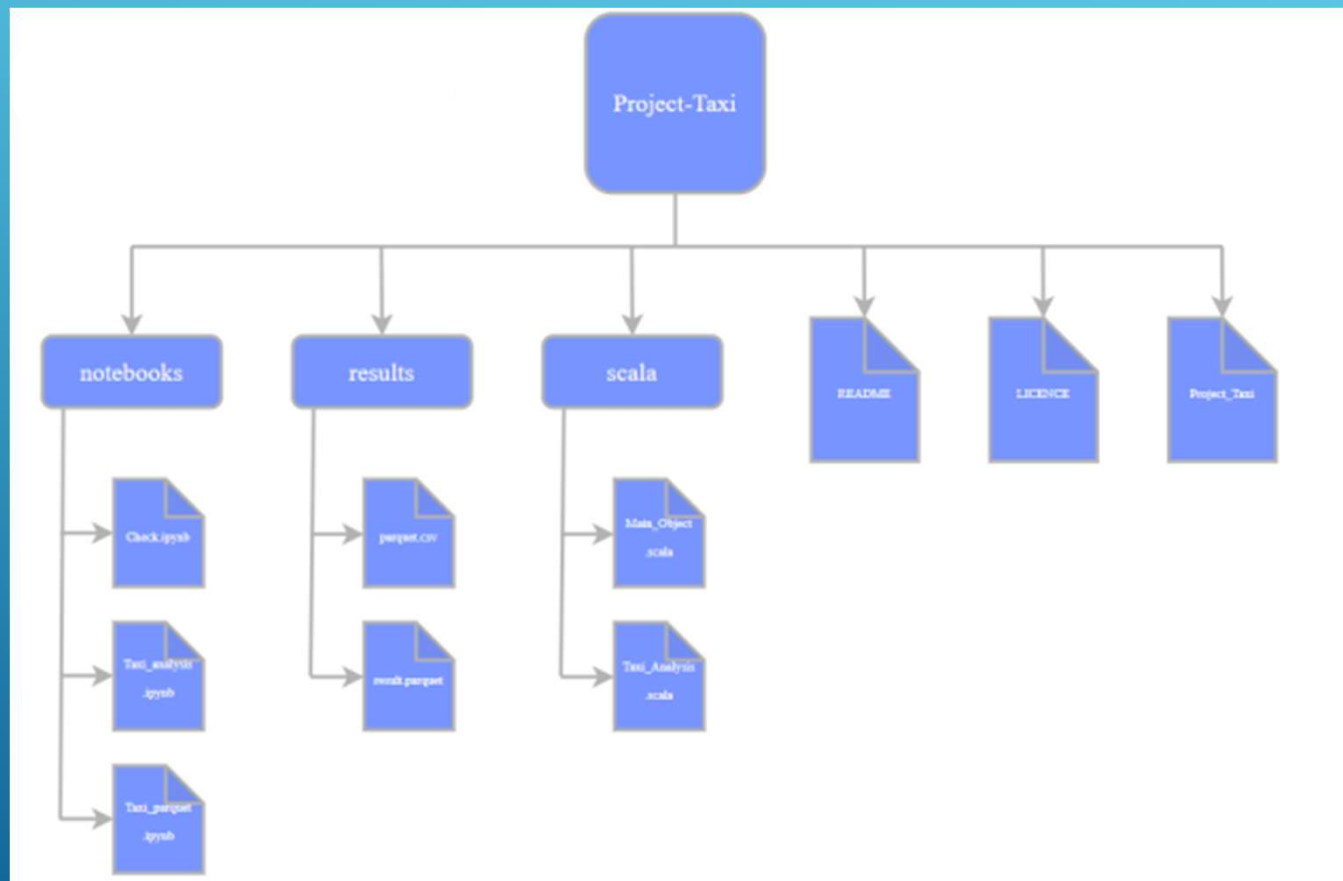 Project-Taxi
notebooks
results
scala
README
LICENCE
Project_Taxi
Check.ipynb
parquet.csv
Main_Object
.scala
Taxi_analysis
.ipynb
result.parquet
Taxi_Analysis
.scala
Taxi_parquet
.ipynb